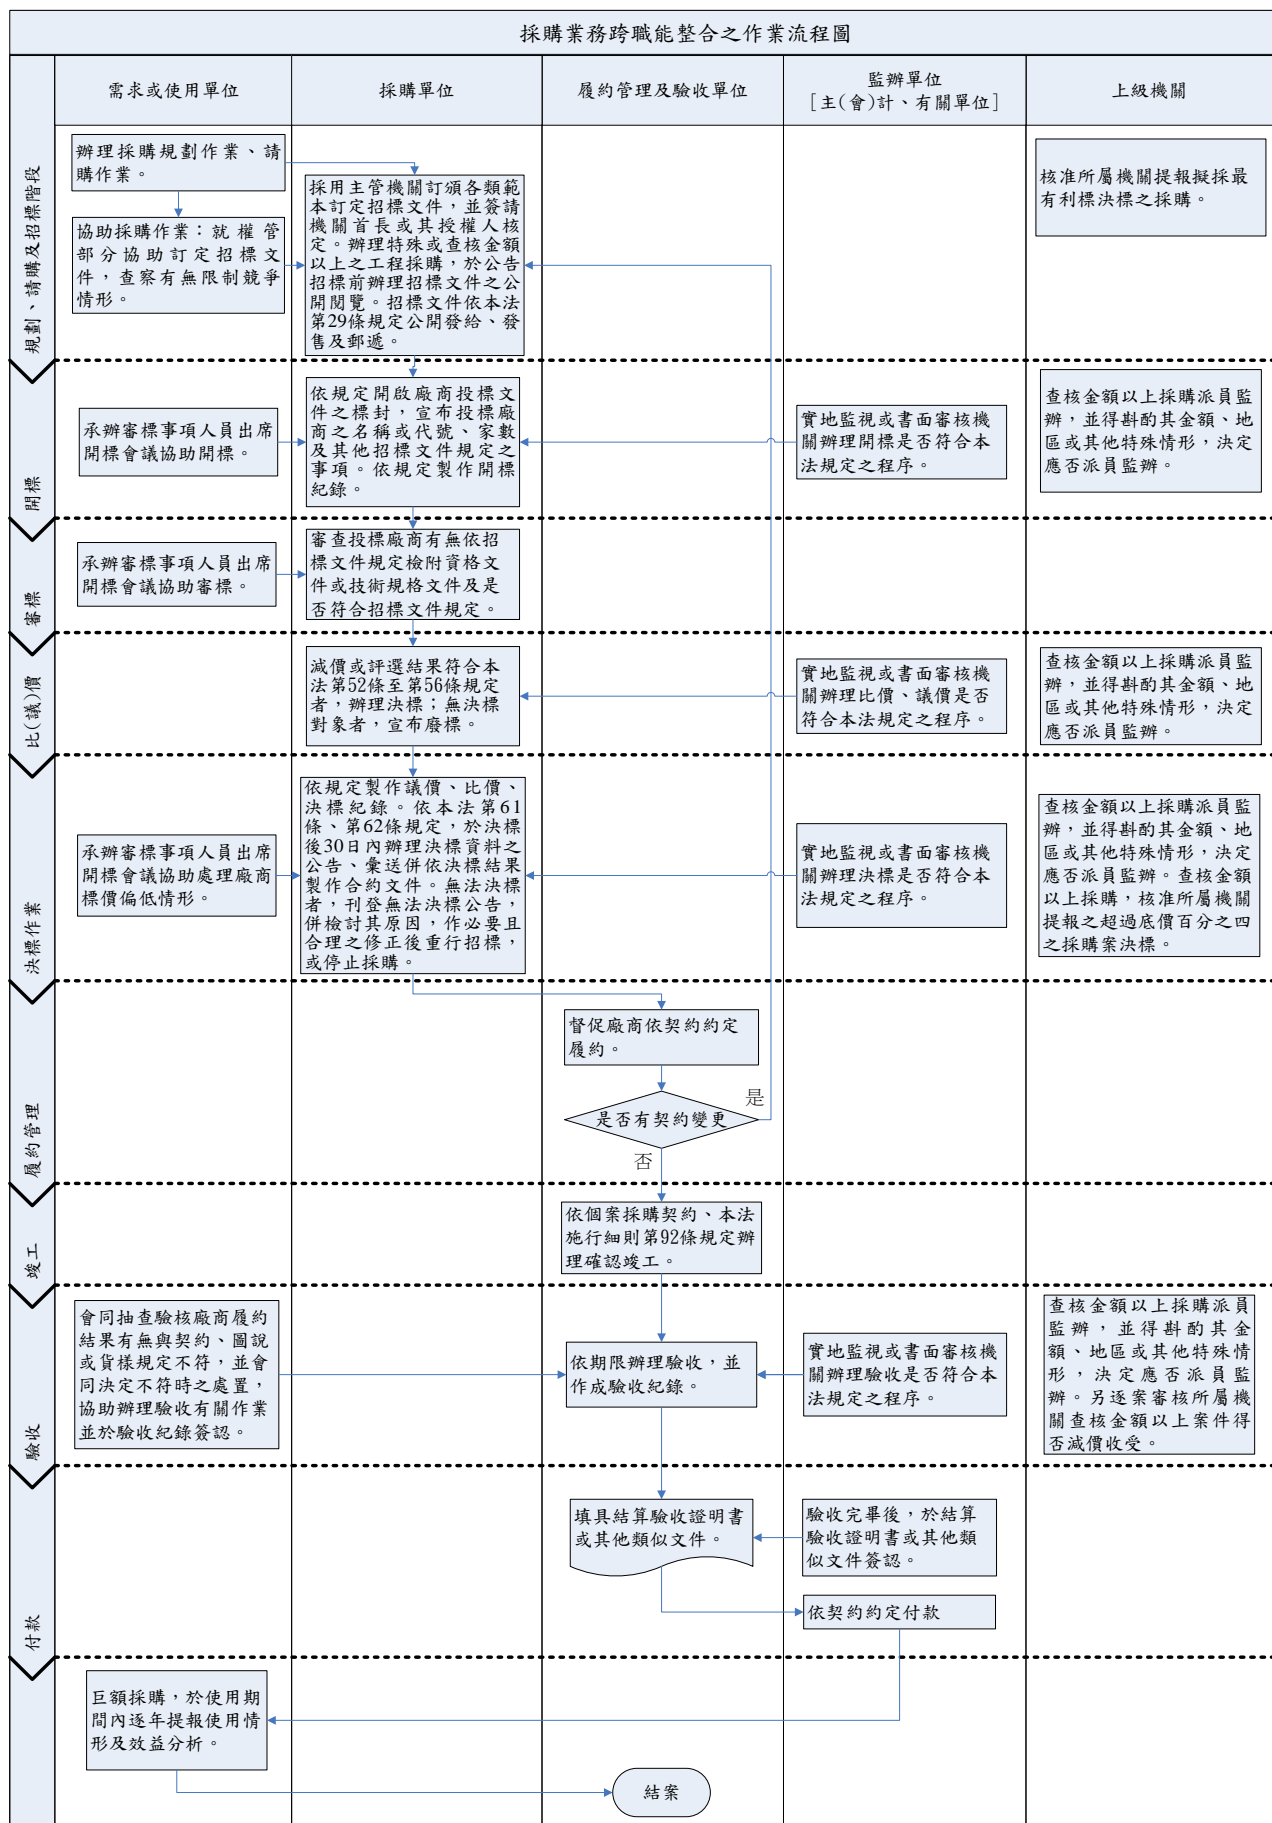 採購業務跨職能整合之作業流程圖
需求或使用單位
採購單位
履約管理及驗收單位
監辦單位
[主(會)計、有關單位]
上級機關
規劃、請購及招標階段
辦理採購規劃作業、請
購作業。
協助採購作業：就權管
部分協助訂定招標文
件，查察有無限制競爭
情形。
採用主管機關訂頒各類範
本訂定招標文件，並簽請
機關首長或其授權人核
定。辦理特殊或查核金額
以上之工程採購，於公告
招標前辦理招標文件之公
開閱覽。招標文件依本法
第29條規定公開發給、發
售及郵遞。
核准所屬機關提報擬採最
有利標決標之採購。
開標
承辦審標事項人員出席
開標會議協助開標。
依規定開啟廠商投標文
件之標封，宣布投標廠
商之名稱或代號、家數
及其他招標文件規定之
事項。依規定製作開標
紀錄。
實地監視或書面審核機
關辦理開標是否符合本
法規定之程序。
查核金額以上採購派員監
辦，並得斟酌其金額、地
區或其他特殊情形，決定
應否派員監辦。
審標
承辦審標事項人員出席
開標會議協助審標。
審查投標廠商有無依招
標文件規定檢附資格文
件或技術規格文件及是
否符合招標文件規定。
比(議)價
減價或評選結果符合本
法第52條至第56條規定
者，辦理決標；無決標
對象者，宣布廢標。
實地監視或書面審核機
關辦理比價、議價是否
符合本法規定之程序。
查核金額以上採購派員監
辦，並得斟酌其金額、地
區或其他特殊情形，決定
應否派員監辦。
決標作業
承辦審標事項人員出席
開標會議協助處理廠商
標價偏低情形。
依規定製作議價、比價、
決標紀錄。依本法第61
條、第62條規定，於決標
後30日內辦理決標資料之
公告、彙送併依決標結果
製作合約文件。無法決標
者，刊登無法決標公告，
併檢討其原因，作必要且
合理之修正後重行招標，
或停止採購。
實地監視或書面審核機
關辦理決標是否符合本
法規定之程序。
查核金額以上採購派員監
辦，並得斟酌其金額、地
區或其他特殊情形，決定
應否派員監辦。查核金額
以上採購，核准所屬機關
提報之超過底價百分之四
之採購案決標。
履約管理
督促廠商依契約約定
履約。
是否有契約變更
是
否
竣工
依個案採購契約、本法
施行細則第92條規定辦
理確認竣工。
驗收
會同抽查驗核廠商履約
結果有無與契約、圖說
或貨樣規定不符，並會
同決定不符時之處置，
協助辦理驗收有關作業
並於驗收紀錄簽認。
依期限辦理驗收，並
作成驗收紀錄。
實地監視或書面審核機
關辦理驗收是否符合本
法規定之程序。
查核金額以上採購派員
監辦，並得斟酌其金
額、地區或其他特殊情
形，決定應否派員監
辦。另逐案審核所屬機
關查核金額以上案件得
否減價收受。
付款
填具結算驗收證明書
或其他類似文件。
驗收完畢後，於結算
驗收證明書或其他類
似文件簽認。
依契約約定付款
巨額採購，於使用期
間內逐年提報使用情
形及效益分析。
結案